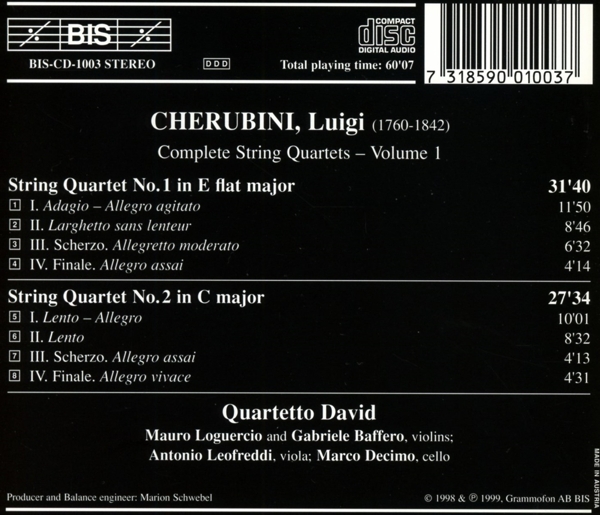 BIS
COMPACT
disc
DIGITAL AUDIO
BIS-CD-1003 STEREO
DDD
Total playing time: 60'07
7 318590 010037
CHERUBINI, Luigi (1760-1842)
Complete String Quartets – Volume 1
String Quartet No. 1 in E flat major 31'40
1 I. Adagio – Allegro agitato 11'50
2 II. Larghetto sans lenteur 8'46
3 III. Scherzo. Allegretto moderato 6'32
4 IV. Finale. Allegro assai 4'14
String Quartet No. 2 in C major 27'34
5 I. Lento – Allegro 10'01
6 II. Lento 8'32
7 III. Scherzo. Allegro assai 4'13
8 IV. Finale. Allegro vivace 4'31
Quartetto David
Mauro Loguercio and Gabriele Baffero, violins;
Antonio Leofreddi, viola; Marco Decimo, cello
Producer and Balance engineer: Marion Schwebel
© 1998 & ℗ 1999, Grammofon AB BIS
MADE IN AUSTRIA